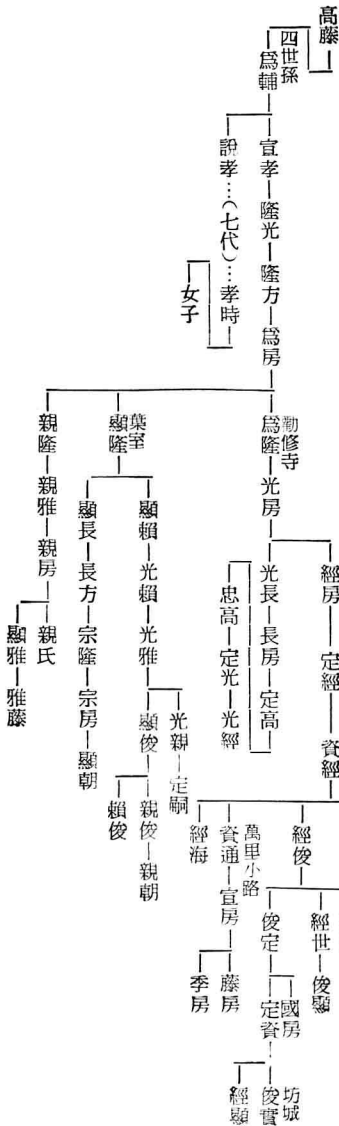 高藤
四世孫
爲輔
宣孝―隆光―隆方―爲房
說孝…(七代)…孝時
女子
勸修寺
爲隆―光房
葉室
顯隆
親隆―親雅―親房―親氏
顯雅―雅藤
經房―定經―資經
光長―長房―定高
忠高―定光―光經
顯賴―光賴―光雅
顯長―長方―宗隆―宗房―顯朝
光親―定嗣
顯俊―親俊―親朝
賴俊
經俊
萬里小路
資通―宣房
經海
經世―俊顯
俊定
藤房
季房
國房
定資
坊城
俊實
經顯